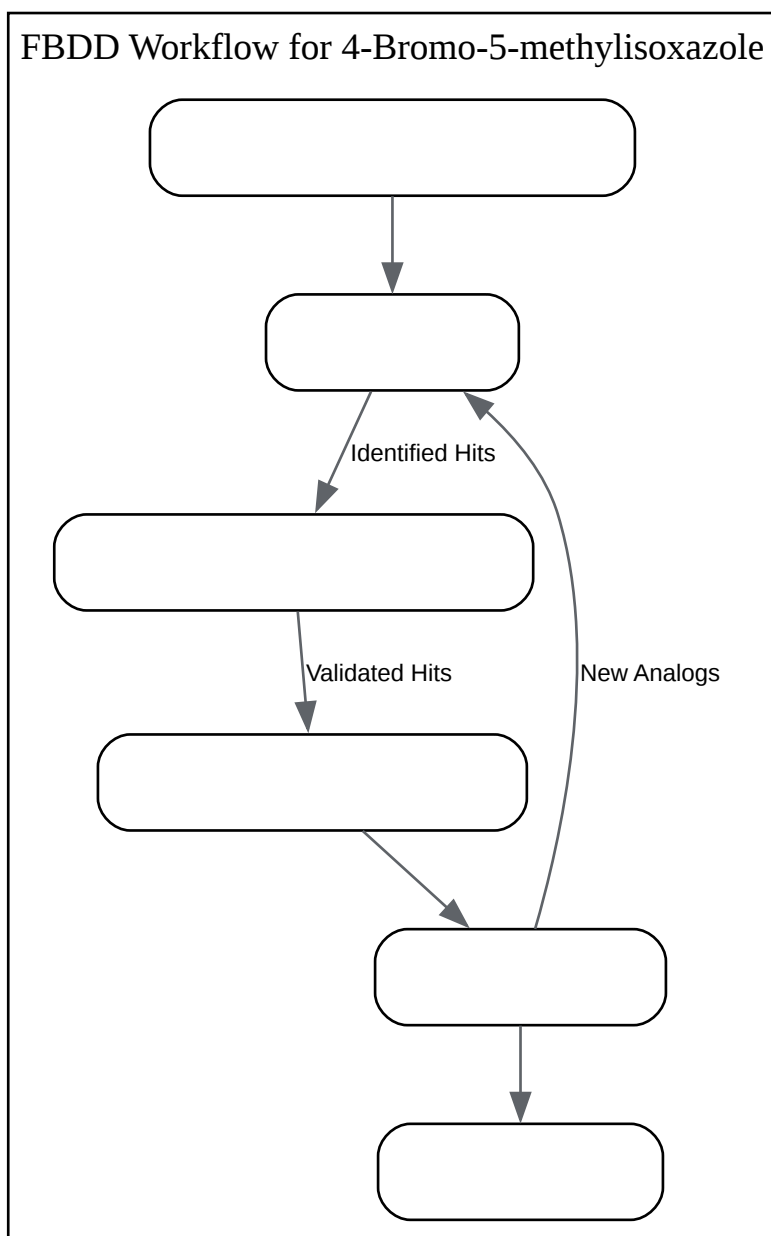 FBDD Workflow for 4-Bromo-5-methylisoxazole
Identified Hits
Validated Hits
New Analogs